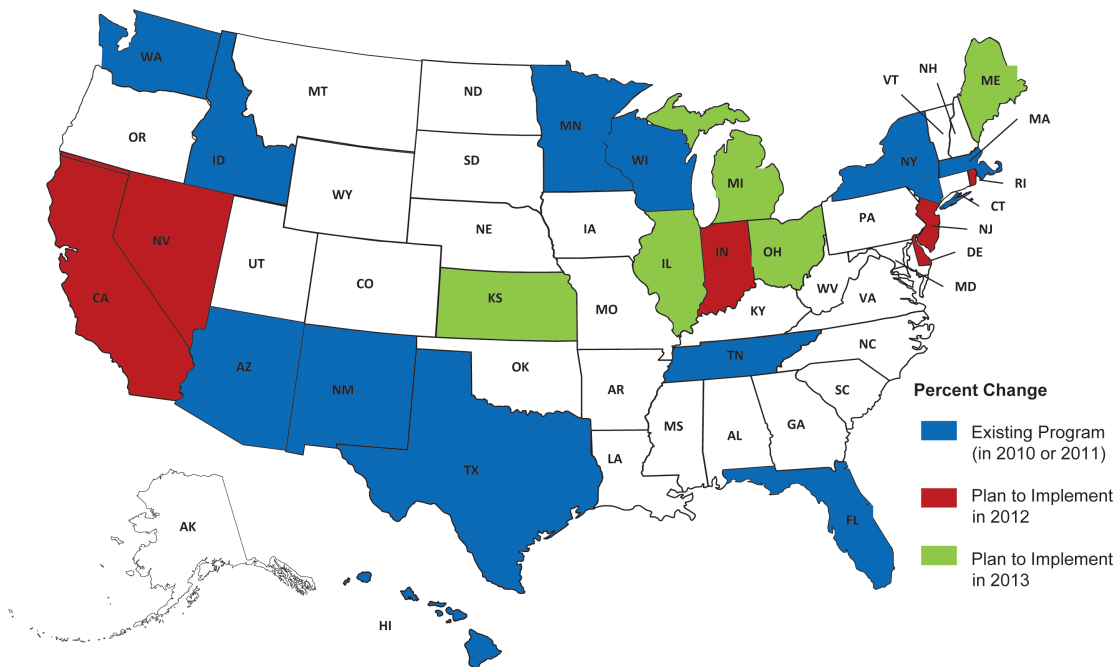 WA
MT
ND
MN
VT
NH
ME
OR
ID
SD
WI
NY
MA
WY
MI
RI
CT
NE
IA
PA
NJ
NV
UT
IL
IN
OH
DE
CA
CO
KS
MO
WV
VA
MD
KY
AZ
NM
OK
TN
NC
AR
SC
MS
AL
GA
TX
LA
FL
AK
HI
Percent Change
Existing Program
(in 2010 or 2011)
Plan to Implement
in 2012
Plan to Implement
in 2013